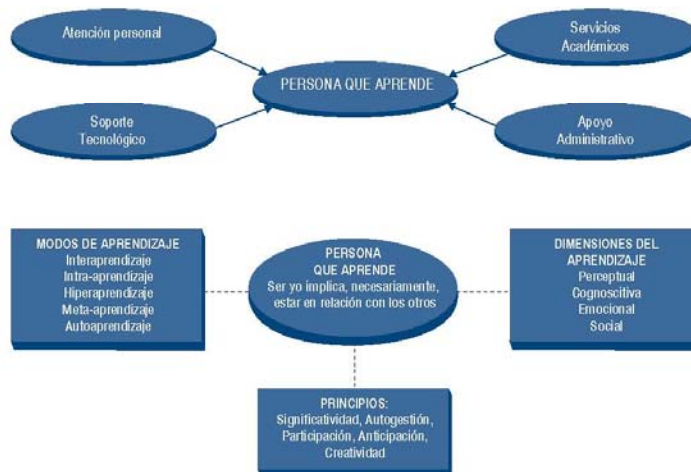 Atención personal
Servicios
Académicos
PERSONA QUE APRENDE
Soporte
Tecnológico
Apoyo
Administrativo
MODOS DE APRENDIZAJE
Interaprendizaje
Intra-aprendizaje
Hiperaprendizaje
Meta-aprendizaje
Autoaprendizaje
PERSONA
QUE APRENDE
Ser yo implica, necesariamente,
estar en relación con los otros
DIMENSIONES DEL
APRENDIZAJE
Perceptual
Cognoscitiva
Emocional
Social
PRINCIPIOS:
Significatividad, Autogestión,
Participación, Anticipación,
Creatividad